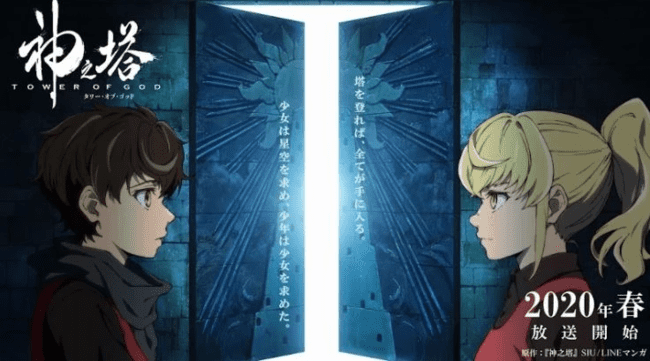 神之塔
TOWER OF GOD
タワー・オブ・ゴッド
塔を登れば、全てが手に入る。
少女は星空を求め、少年は少女を求めた。
2020年 春
放送開始
原作：『神之塔』 SIU/LINEマンガ